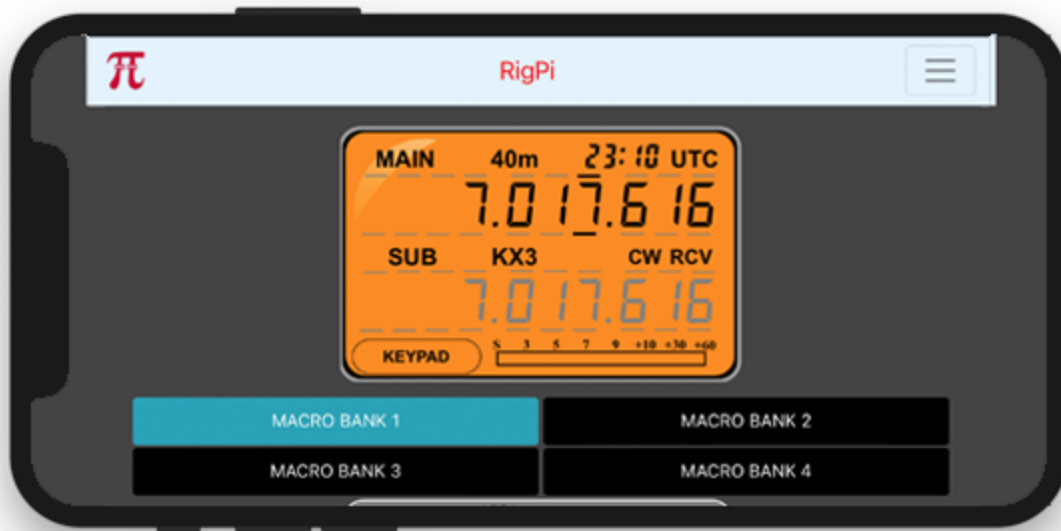 RigPi
MAIN 40m 23:10 UTC
7.017.616
SUB KX3 CW RCV
7.017.616
KEYPAD S 3 5 7 9 +10 +30 +60
MACRO BANK 1 MACRO BANK 2
MACRO BANK 3 MACRO BANK 4